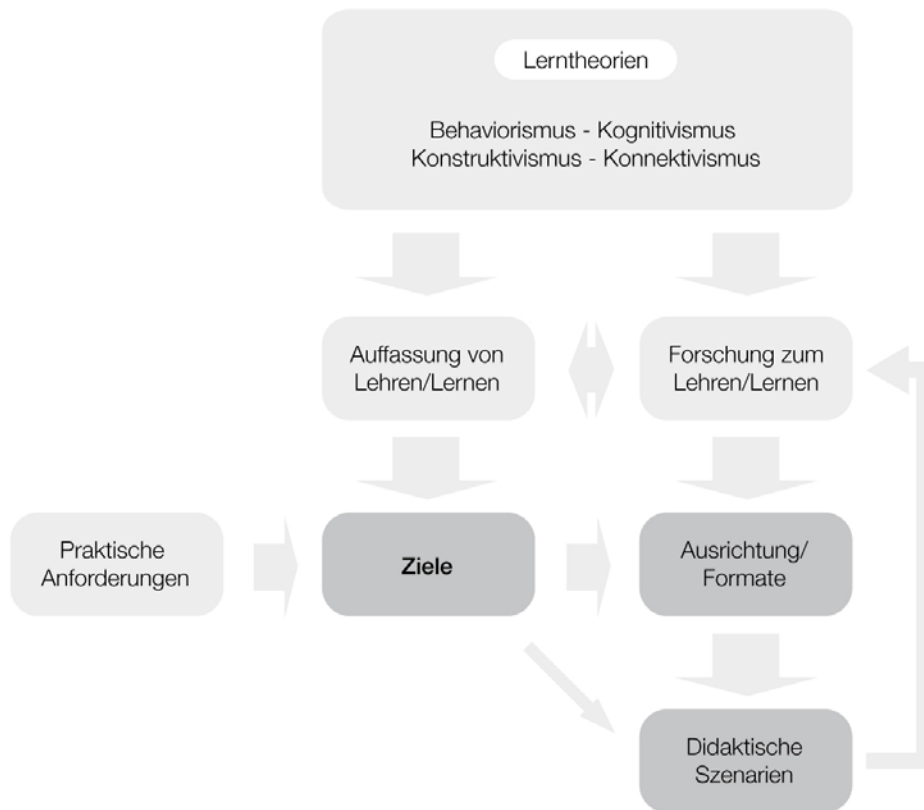 Lerntheorien
Behaviorismus - Kognitivismus
Konstruktivismus - Konnektivismus
Auffassung von
Lehren/Lernen
Forschung zum
Lehren/Lernen
Praktische
Anforderungen
Ziele
Ausrichtung/
Formate
Didaktische
Szenarien